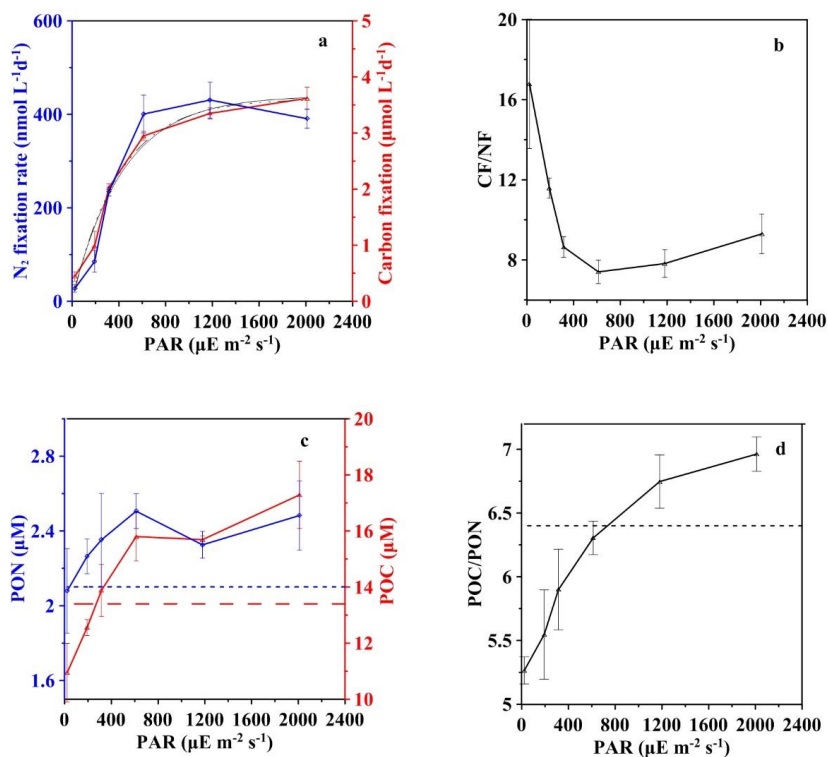 a
600
400
200
0
N₂ fixation rate (nmol L⁻¹d⁻¹)
5
4
3
2
1
0
Carbon fixation (μmol L⁻¹d⁻¹)
0 400 800 1200 1600 2000 2400
PAR (μE m⁻² s⁻¹)
b
20
16
12
8
CF/NF
0 400 800 1200 1600 2000 2400
PAR (μE m⁻² s⁻¹)
c
2.8
2.4
2
1.6
PON (μM)
20
18
16
14
12
10
POC (μM)
0 400 800 1200 1600 2000 2400
PAR (μE m⁻² s⁻¹)
d
7
6.5
6
5.5
5
POC/PON
0 400 800 1200 1600 2000 2400
PAR (μE m⁻² s⁻¹)